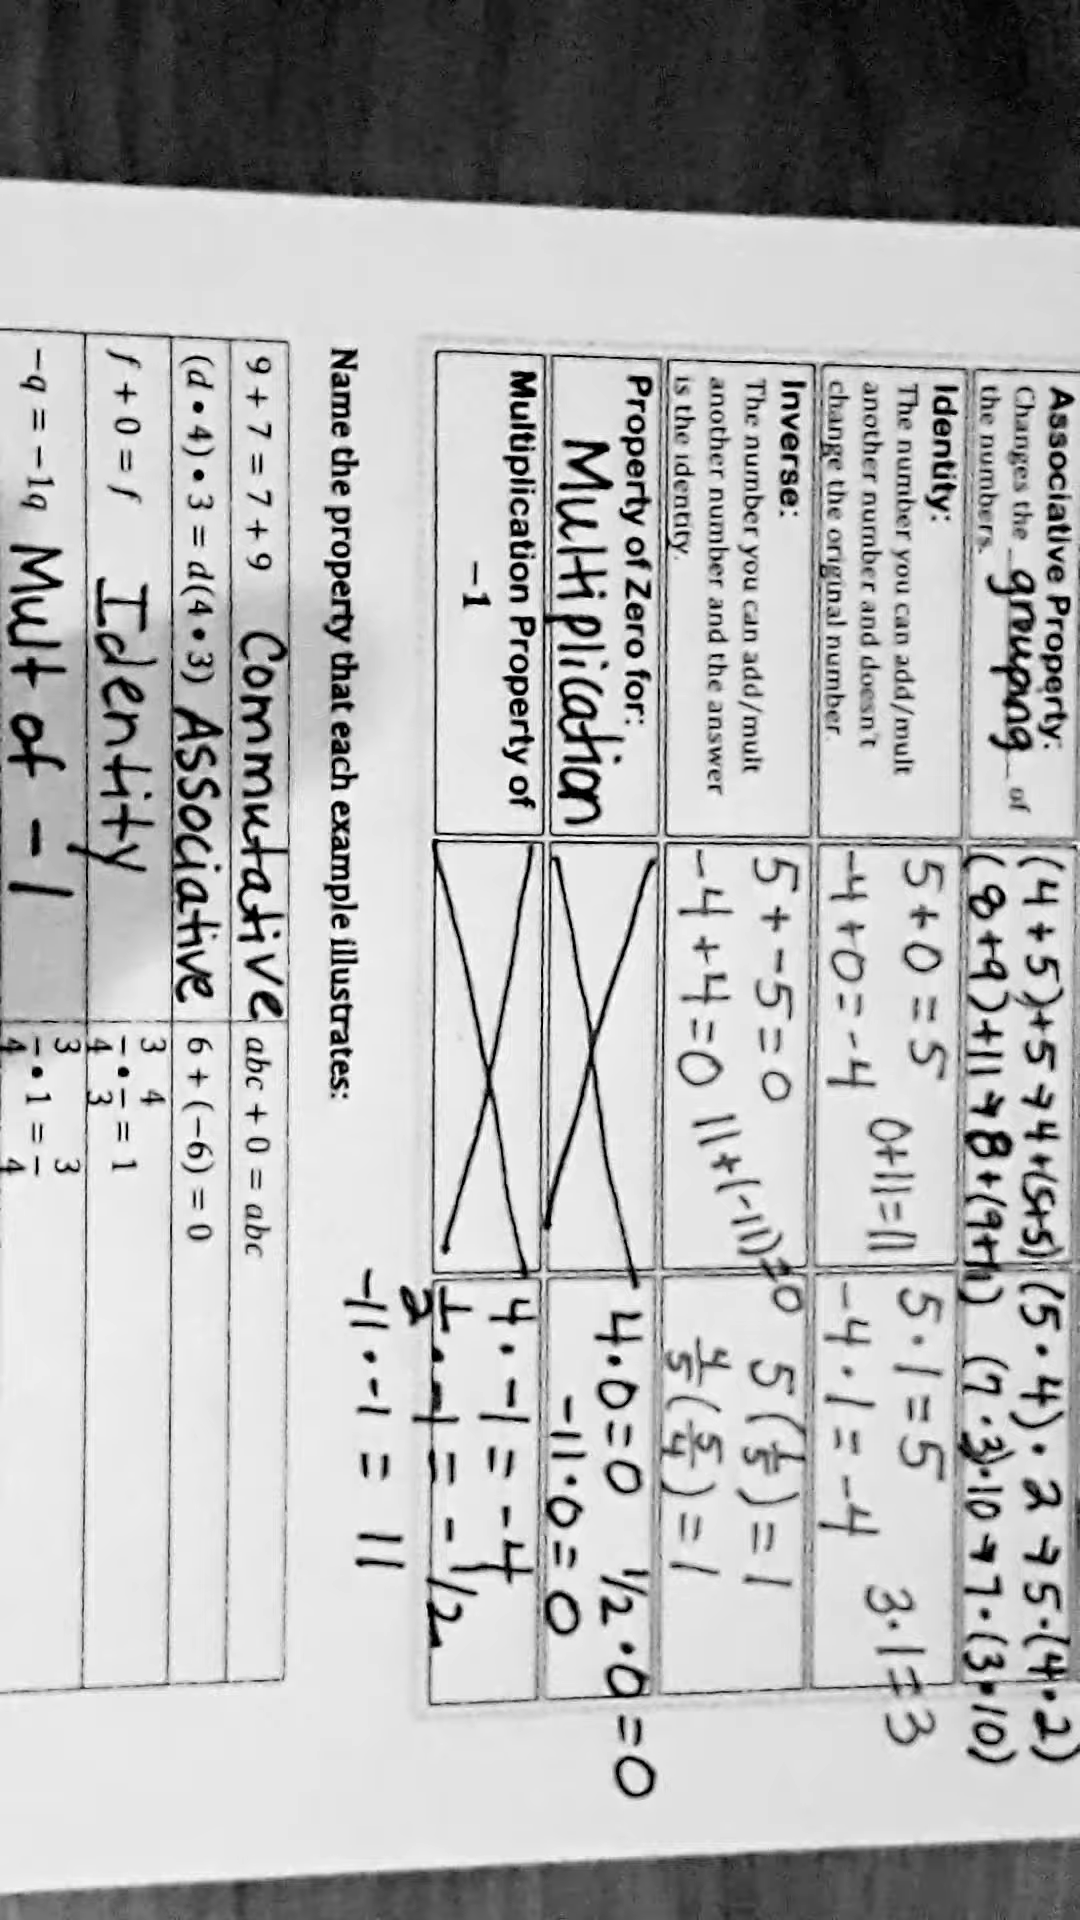 Associative Property:
Changes the grouping of
the numbers.
(4+5)+5→4+(5+5)
(8+9)+11→8+(9+11)
(5·4)·2→5·(4·2)
(7·3)·10→7·(3·10)
Identity:
The number you can add/mult
another number and doesn't
change the original number.
5+0=5
0+11=11
-4+0=-4
5·1=5
-4·1=-4
3·1=3
Inverse:
The number you can add/mult
another number and the answer
is the identity.
5+-5=0
-4+4=0
11+(-11)=0
5(1/5)=1
4/5(5/4)=1
Property of Zero for:
Multiplication
4·0=0
1/2·0=0
-11·0=0
Multiplication Property of
-1
4·-1=-4
1/2·-1=-1/2
-11·-1=11
Name the property that each example illustrates:
9+7=7+9 Commutative
abc+0=abc
(d•4)•3=d(4•3) Associative
6+(-6)=0
f+0=f Identity
3/4•4/3=1
-q=-1q Mult of -1
3/4•1=3/4